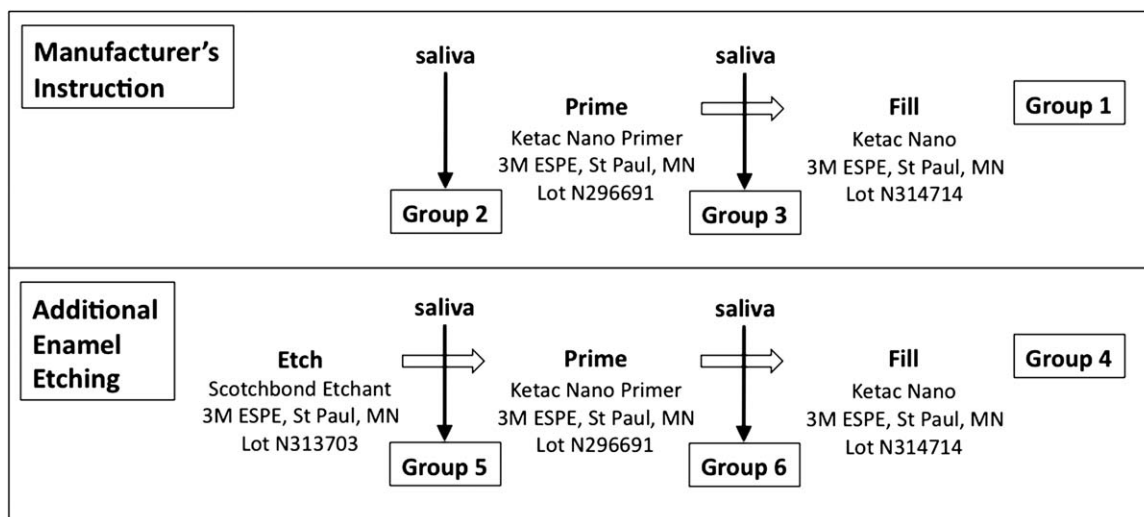 Manufacturer's
Instruction
saliva
saliva
Prime
Ketac Nano Primer
3M ESPE, St Paul, MN
Lot N296691
Fill
Ketac Nano
3M ESPE, St Paul, MN
Lot N314714
Group 1
Group 2
Group 3
Additional
Enamel
Etching
saliva
saliva
Etch
Scotchbond Etchant
3M ESPE, St Paul, MN
Lot N313703
Prime
Ketac Nano Primer
3M ESPE, St Paul, MN
Lot N296691
Fill
Ketac Nano
3M ESPE, St Paul, MN
Lot N314714
Group 4
Group 5
Group 6